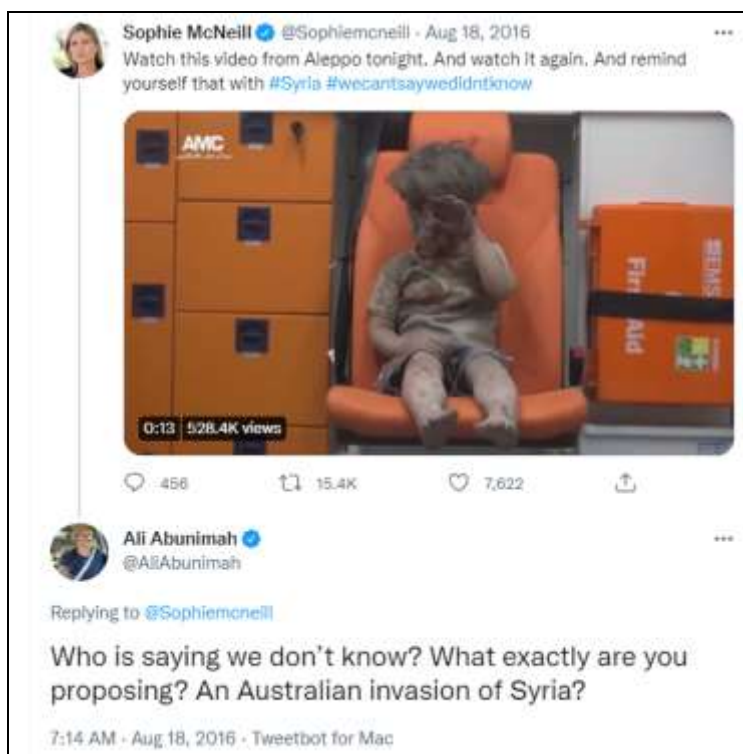 Sophie McNeill @Sophiemcneill · Aug 18, 2016
Watch this video from Aleppo tonight. And watch it again. And remind
yourself that with #Syria #wecantsaywedidntknow
AMC
#EMS
First Aid
0:13 528.4K views
456 15.4K 7,622
Ali Abunimah
@AliAbunimah
Replying to @Sophiemcneill
Who is saying we don't know? What exactly are you
proposing? An Australian invasion of Syria?
7:14 AM · Aug 18, 2016 · Tweetbot for Mac